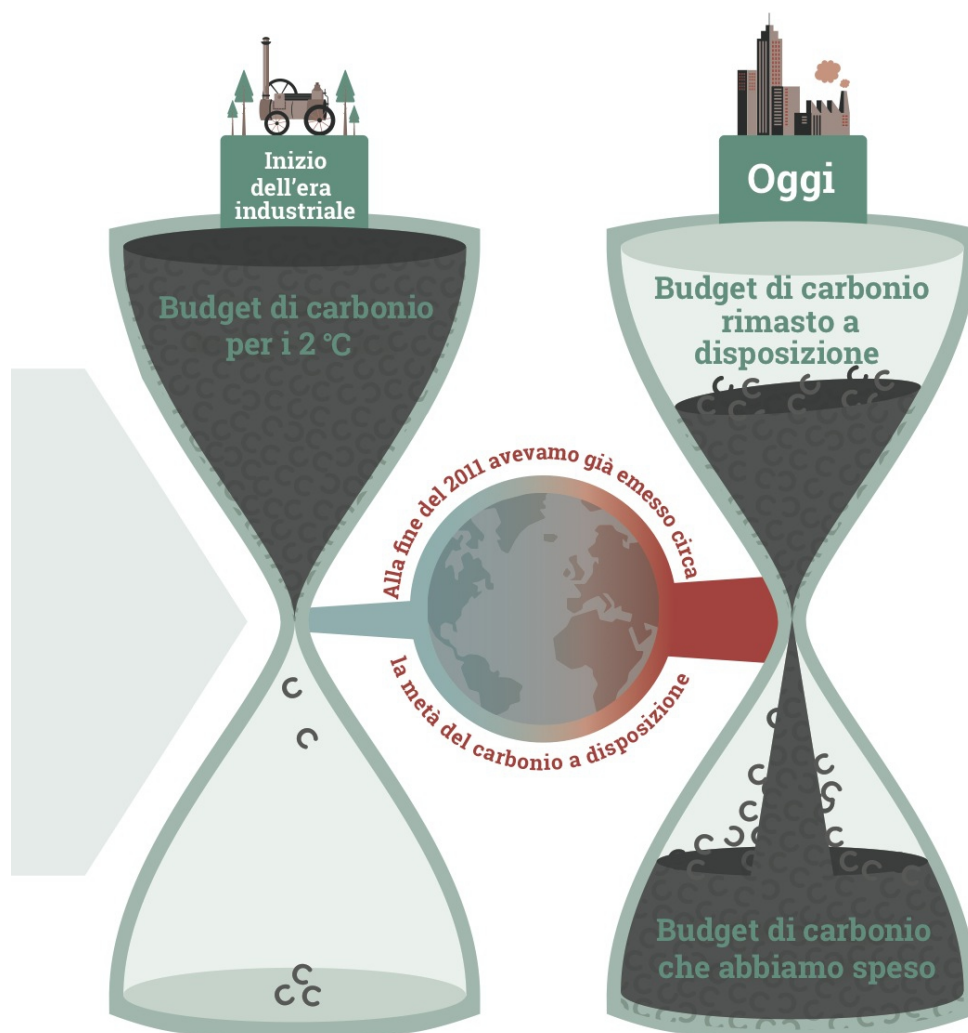 Inizio
dell'era
industriale
Budget di carbonio
per i 2 °C
Oggi
Budget di carbonio
rimasto a
disposizione
Alla fine del 2011 avevamo già emesso circa
la metà del carbonio a disposizione
Budget di carbonio
che abbiamo speso